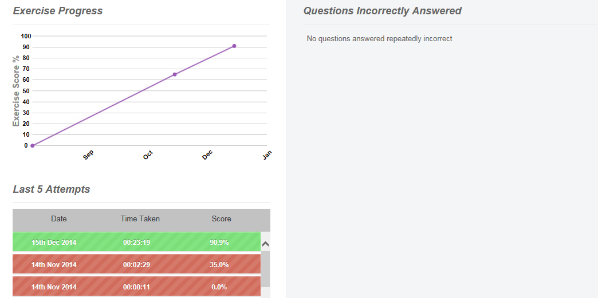 Exercise Progress
Exercise Score %
100
90
80
70
60
50
40
30
20
10
0
Sep
Oct
Dec
Jan
Last 5 Attempts
Date Time Taken Score
15th Dec 2014 00:23:19 90.9%
14th Nov 2014 00:02:29 35.0%
14th Nov 2014 00:00:11 0.0%
Questions Incorrectly Answered
No questions answered repeatedly incorrect